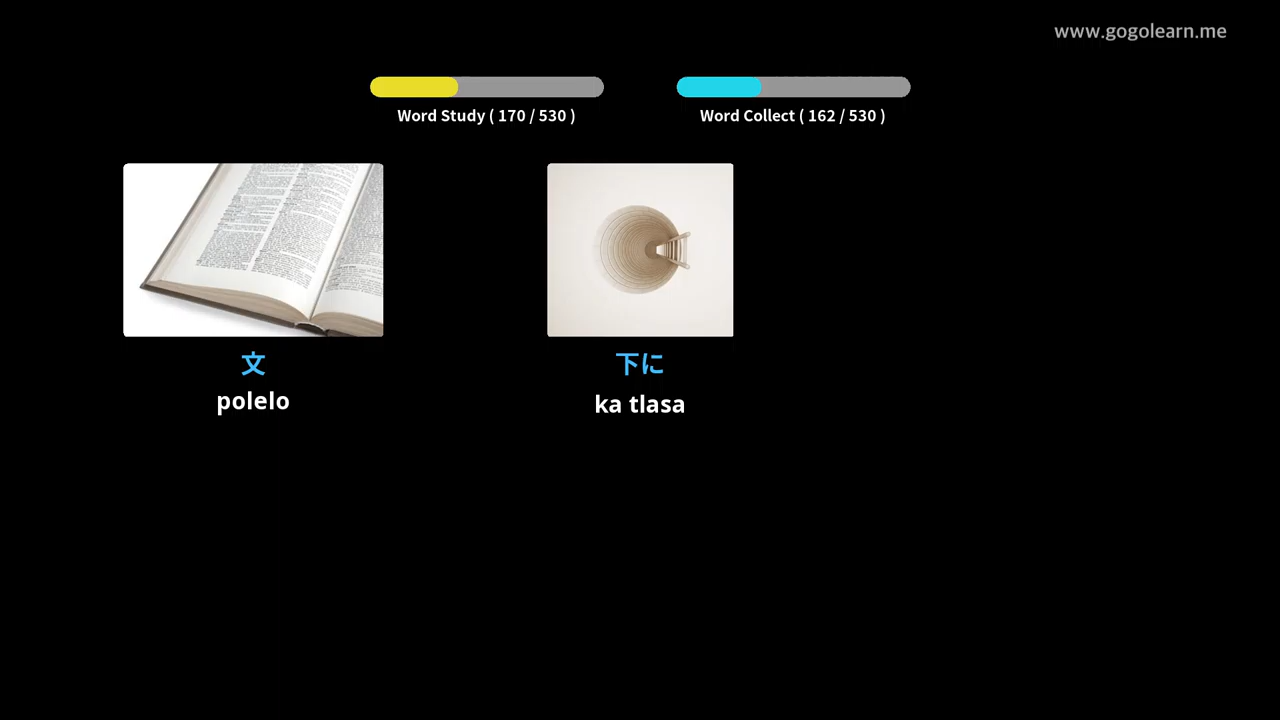 www.gogolearn.me
Word Study ( 170 / 530 )
Word Collect ( 162 / 530 )
文
polelo
下に
ka tlasa